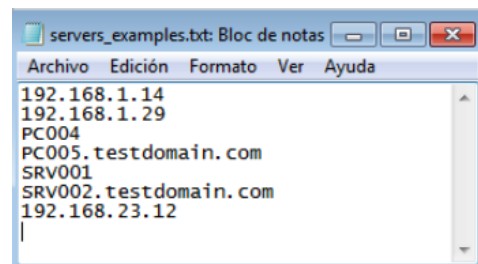 servers_examples.txt: Bloc de notas
Archivo Edición Formato Ver Ayuda
192.168.1.14
192.168.1.29
PC004
PC005.testdomain.com
SRV001
SRV002.testdomain.com
192.168.23.12